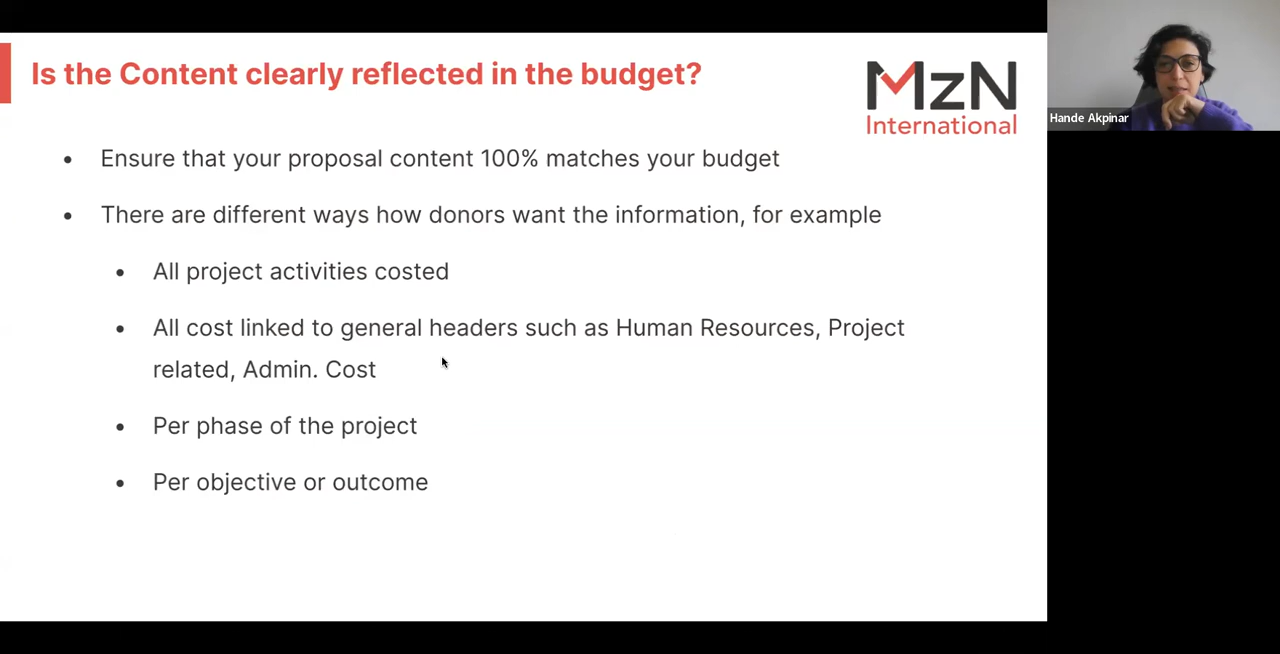 Is the Content clearly reflected in the budget?
MzN
International
Hande Akpinar
• Ensure that your proposal content 100% matches your budget
• There are different ways how donors want the information, for example
• All project activities costed
• All cost linked to general headers such as Human Resources, Project
related, Admin. Cost
• Per phase of the project
• Per objective or outcome